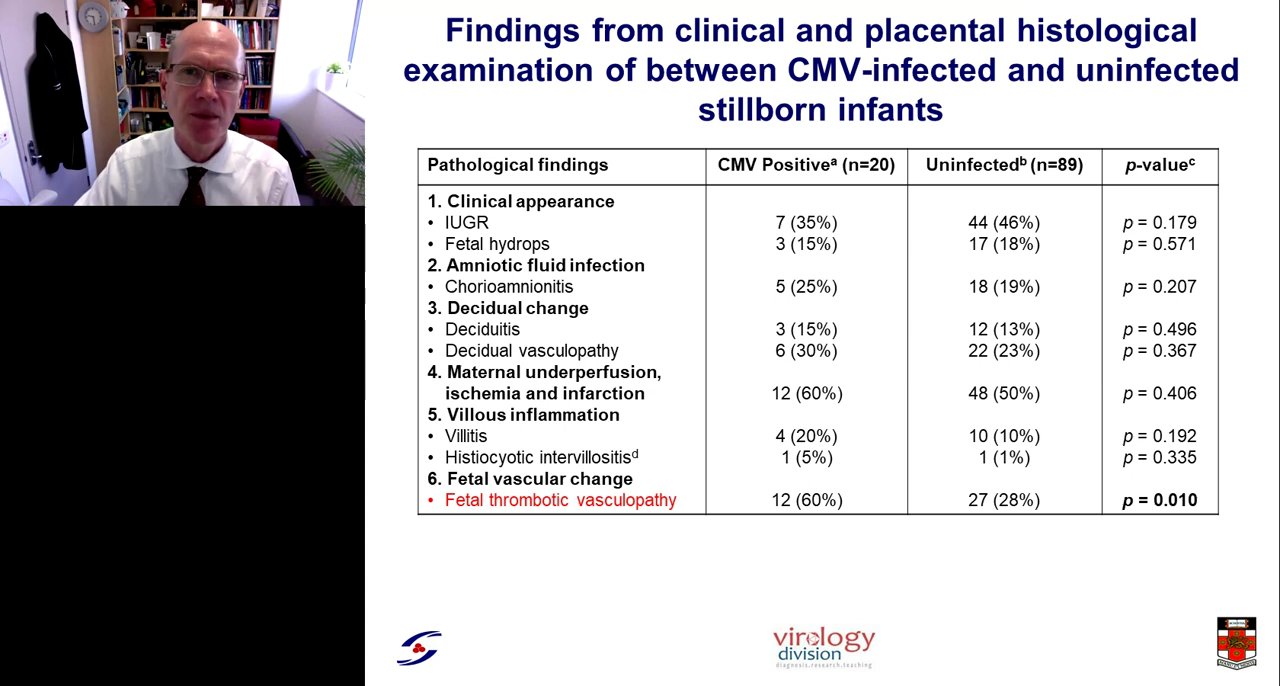 Findings from clinical and placental histological
examination of between CMV-infected and uninfected
stillborn infants
Pathological findings CMV Positiveᵃ (n=20) Uninfectedᵇ (n=89) p-valueᶜ
1. Clinical appearance
• IUGR 7 (35%) 44 (46%) p = 0.179
• Fetal hydrops 3 (15%) 17 (18%) p = 0.571
2. Amniotic fluid infection
• Chorioamnionitis 5 (25%) 18 (19%) p = 0.207
3. Decidual change
• Deciduitis 3 (15%) 12 (13%) p = 0.496
• Decidual vasculopathy 6 (30%) 22 (23%) p = 0.367
4. Maternal underperfusion,
ischemia and infarction 12 (60%) 48 (50%) p = 0.406
5. Villous inflammation
• Villitis 4 (20%) 10 (10%) p = 0.192
• Histiocyotic intervillositisᵈ 1 (5%) 1 (1%) p = 0.335
6. Fetal vascular change
• Fetal thrombotic vasculopathy 12 (60%) 27 (28%) p = 0.010
virology
division
diagnosis.research.teaching